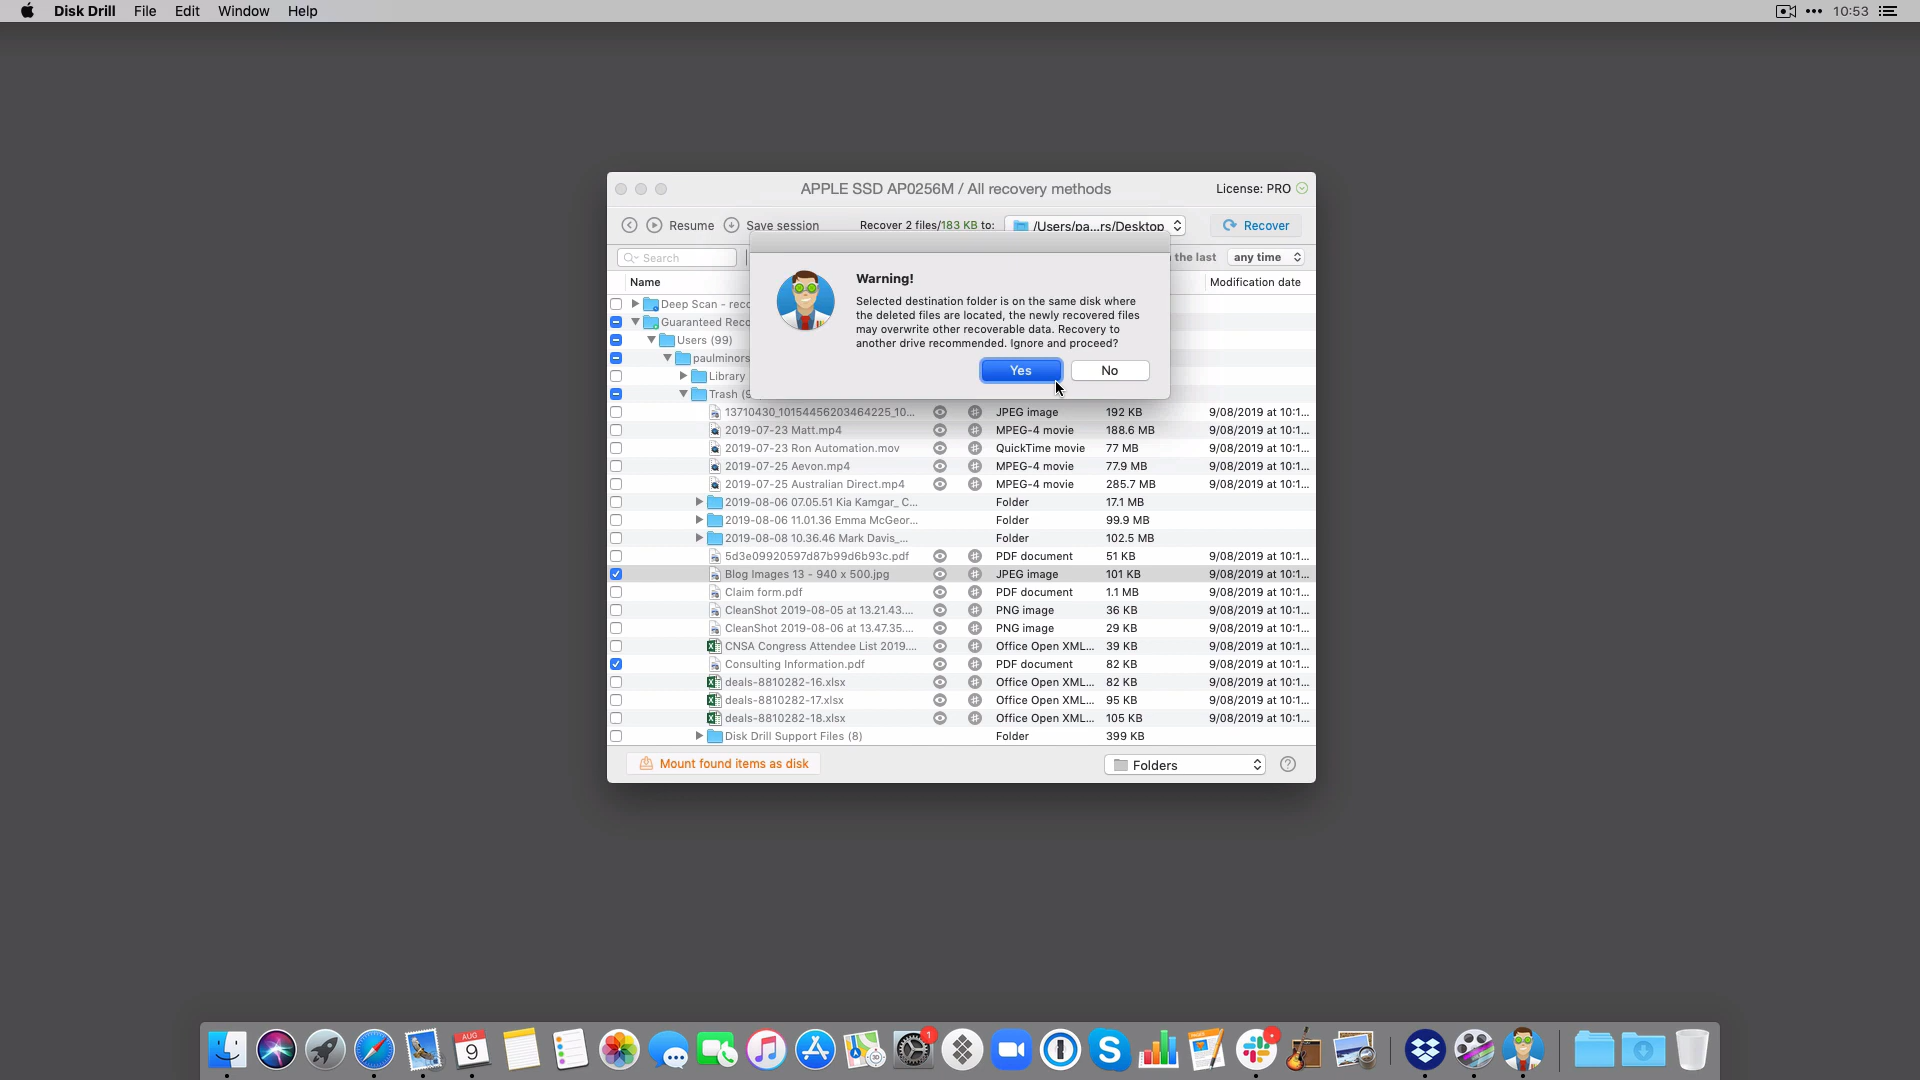 Disk Drill File Edit Window Help 10:53
APPLE SSD AP0256M / All recovery methods License: PRO
Resume Save session Recover 2 files/183 KB to: /Users/pa...rs/Desktop Recover
Search the last any time
Name Modification date
Warning!
Selected destination folder is on the same disk where
the deleted files are located, the newly recovered files
may overwrite other recoverable data. Recovery to
another drive recommended. Ignore and proceed?
Yes No
Deep Scan - reco
Guaranteed Reco
Users (99)
paulminors
Library
Trash (9
13710430_10154456203464225_10... JPEG image 192 KB 9/08/2019 at 10:1...
2019-07-23 Matt.mp4 MPEG-4 movie 188.6 MB 9/08/2019 at 10:1...
2019-07-23 Ron Automation.mov QuickTime movie 77 MB 9/08/2019 at 10:1...
2019-07-25 Aevon.mp4 MPEG-4 movie 77.9 MB 9/08/2019 at 10:1...
2019-07-25 Australian Direct.mp4 MPEG-4 movie 285.7 MB 9/08/2019 at 10:1...
2019-08-06 07.05.51 Kia Kamgar_ C... Folder 17.1 MB
2019-08-06 11.01.36 Emma McGeor... Folder 99.9 MB
2019-08-08 10.36.46 Mark Davis_... Folder 102.5 MB
5d3e09920597d87b99d6b93c.pdf PDF document 51 KB 9/08/2019 at 10:1...
Blog Images 13 - 940 x 500.jpg JPEG image 101 KB 9/08/2019 at 10:1...
Claim form.pdf PDF document 1.1 MB 9/08/2019 at 10:1...
CleanShot 2019-08-05 at 13.21.43.... PNG image 36 KB 9/08/2019 at 10:1...
CleanShot 2019-08-06 at 13.47.35.... PNG image 29 KB 9/08/2019 at 10:1...
CNSA Congress Attendee List 2019.... Office Open XML... 39 KB 9/08/2019 at 10:1...
Consulting Information.pdf PDF document 82 KB 9/08/2019 at 10:1...
deals-8810282-16.xlsx Office Open XML... 82 KB 9/08/2019 at 10:1...
deals-8810282-17.xlsx Office Open XML... 95 KB 9/08/2019 at 10:1...
deals-8810282-18.xlsx Office Open XML... 105 KB 9/08/2019 at 10:1...
Disk Drill Support Files (8) Folder 399 KB
Mount found items as disk Folders ?
AUG
9
3D
1